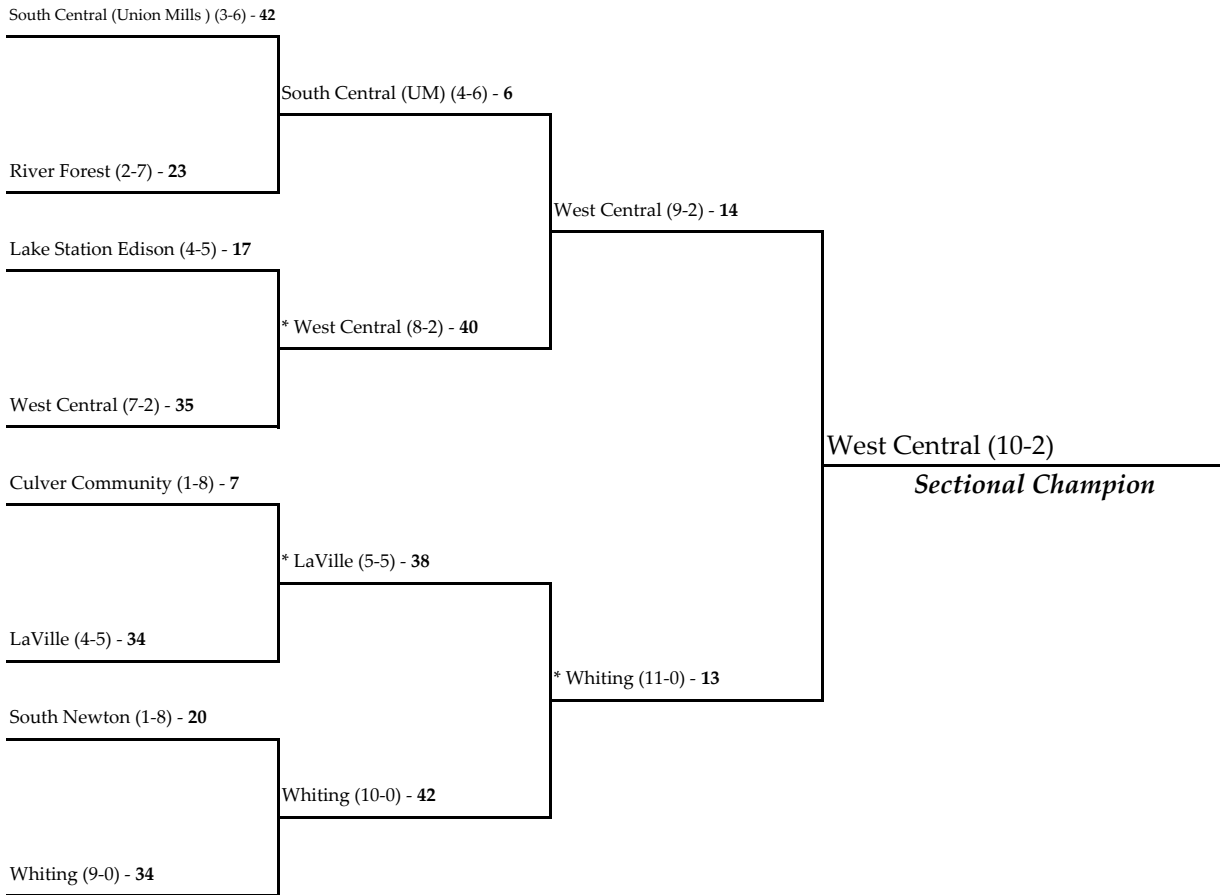 South Central (Union Mills ) (3-6) - 42
South Central (UM) (4-6) - 6
River Forest (2-7) - 23
West Central (9-2) - 14
Lake Station Edison (4-5) - 17
* West Central (8-2) - 40
West Central (7-2) - 35
West Central (10-2)
Sectional Champion
Culver Community (1-8) - 7
* LaVille (5-5) - 38
LaVille (4-5) - 34
* Whiting (11-0) - 13
South Newton (1-8) - 20
Whiting (10-0) - 42
Whiting (9-0) - 34